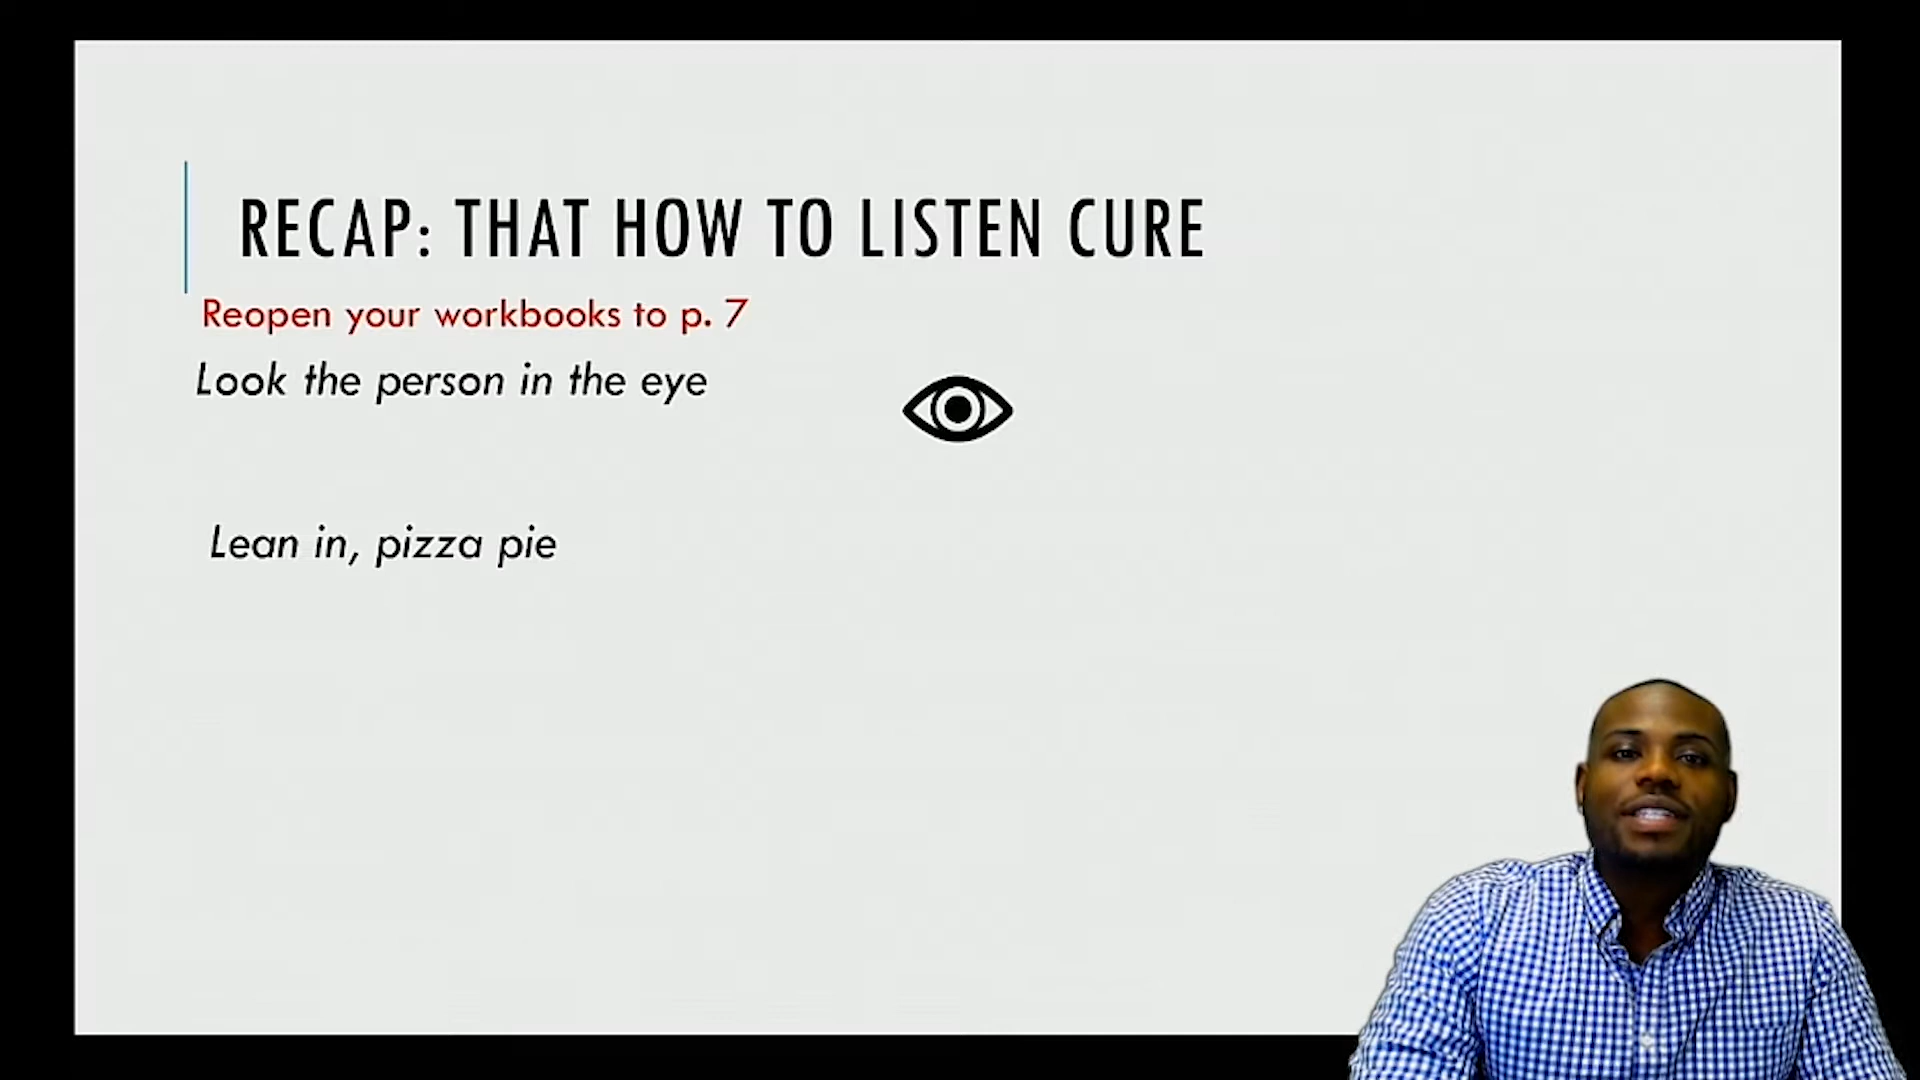 RECAP: THAT HOW TO LISTEN CURE
Reopen your workbooks to p. 7
Look the person in the eye
Lean in, pizza pie